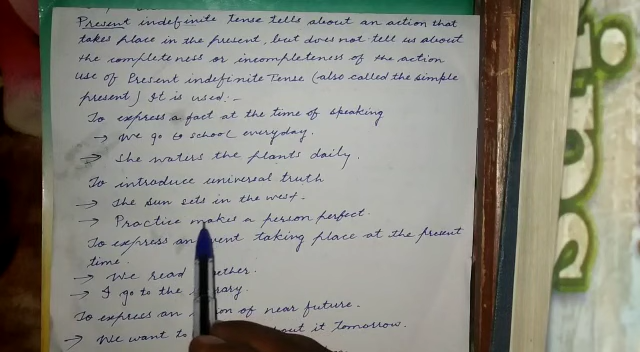 Present indefinite Tense tells about an action that
takes place in the present, but does not tell us about
the completeness or incompleteness of the action
use of Present indefinite Tense (also called the simple
present) It is used:-
To express a fact at the time of speaking
→ We go to school everyday.
→ She waters the plants daily.
To introduce universal truth
→ The sun sets in the west.
→ Practice makes a person perfect.
To express an event taking place at the present
time.
→ We read
→ I go to the
To express an of near future.
→ We want to it Tomorrow.